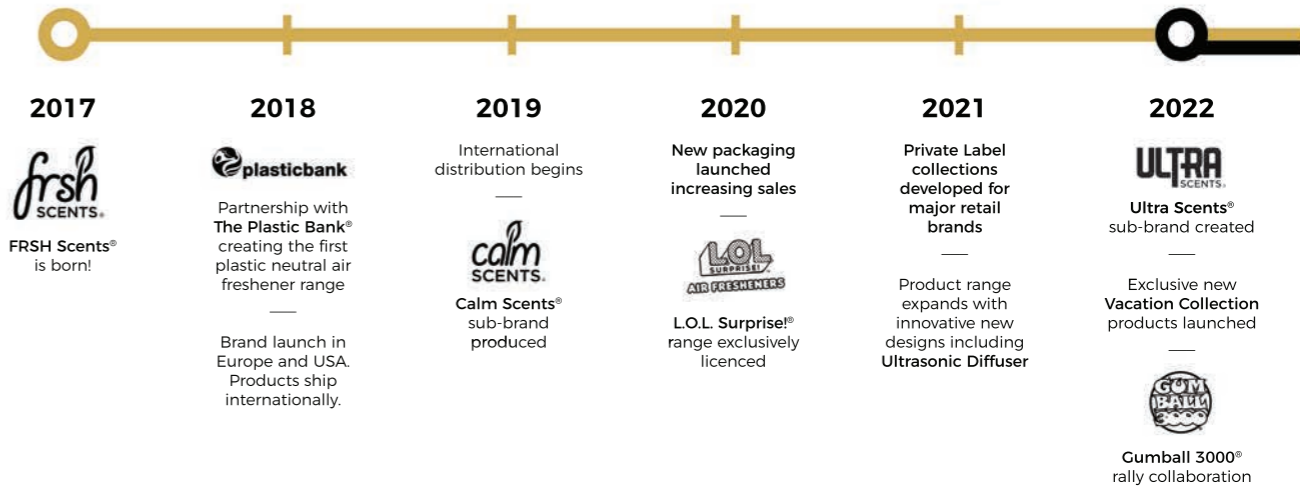 2017
frsh
SCENTS®
FRSH Scents®
is born!
2018
plasticbank
Partnership with
The Plastic Bank®
creating the first
plastic neutral air
freshener range
Brand launch in
Europe and USA.
Products ship
internationally.
2019
International
distribution begins
calm
SCENTS®
Calm Scents®
sub-brand
produced
2020
New packaging
launched
increasing sales
LOL
SURPRISE!
AIR FRESHENERS
L.O.L. Surprise!®
range exclusively
licenced
2021
Private Label
collections
developed for
major retail
brands
Product range
expands with
innovative new
designs including
Ultrasonic Diffuser
2022
ULTRA
SCENTS®
Ultra Scents®
sub-brand created
Exclusive new
Vacation Collection
products launched
GUM
BALL
3000®
Gumball 3000®
rally collaboration